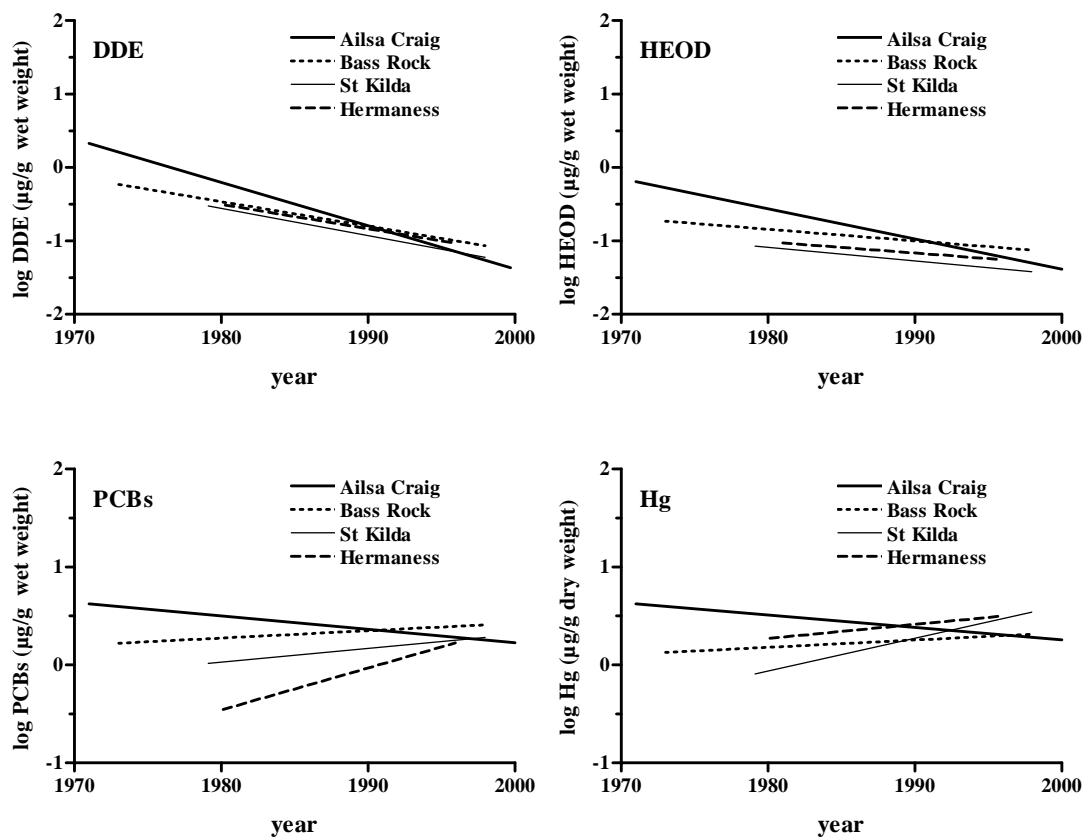 DDE
Ailsa Craig
Bass Rock
St Kilda
Hermaness
log DDE (µg/g wet weight)
2
1
0
-1
-2
1970
1980
1990
2000
year
HEOD
Ailsa Craig
Bass Rock
St Kilda
Hermaness
log HEOD (µg/g wet weight)
2
1
0
-1
-2
1970
1980
1990
2000
year
PCBs
Ailsa Craig
Bass Rock
St Kilda
Hermaness
log PCBs (µg/g wet weight)
2
1
0
-1
1970
1980
1990
2000
year
Hg
Ailsa Craig
Bass Rock
St Kilda
Hermaness
log Hg (µg/g dry weight)
2
1
0
-1
1970
1980
1990
2000
year